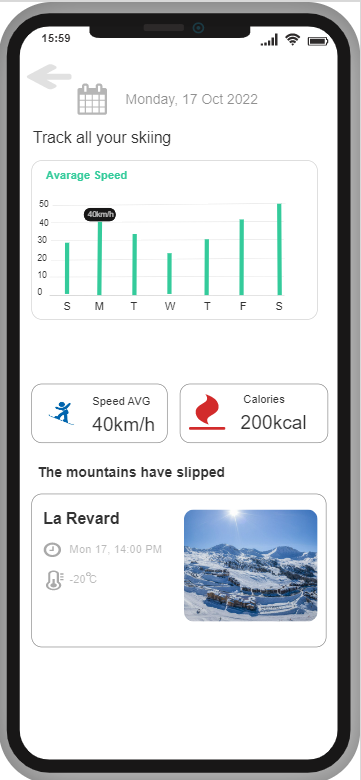 15:59
Monday, 17 Oct 2022
Track all your skiing
Avarage Speed
50
40km/h
40
30
20
10
0
S M T W T F S
Speed AVG
40km/h
Calories
200kcal
The mountains have slipped
La Revard
Mon 17, 14:00 PM
-20°C